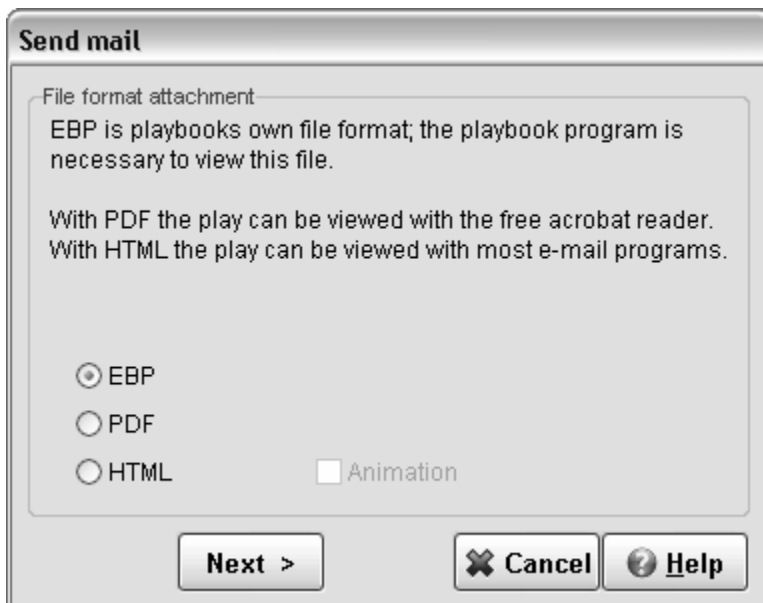 Send mail
File format attachment
EBP is playbooks own file format; the playbook program is
necessary to view this file.
With PDF the play can be viewed with the free acrobat reader.
With HTML the play can be viewed with most e-mail programs.
EBP
PDF
HTML Animation
Next > Cancel Help